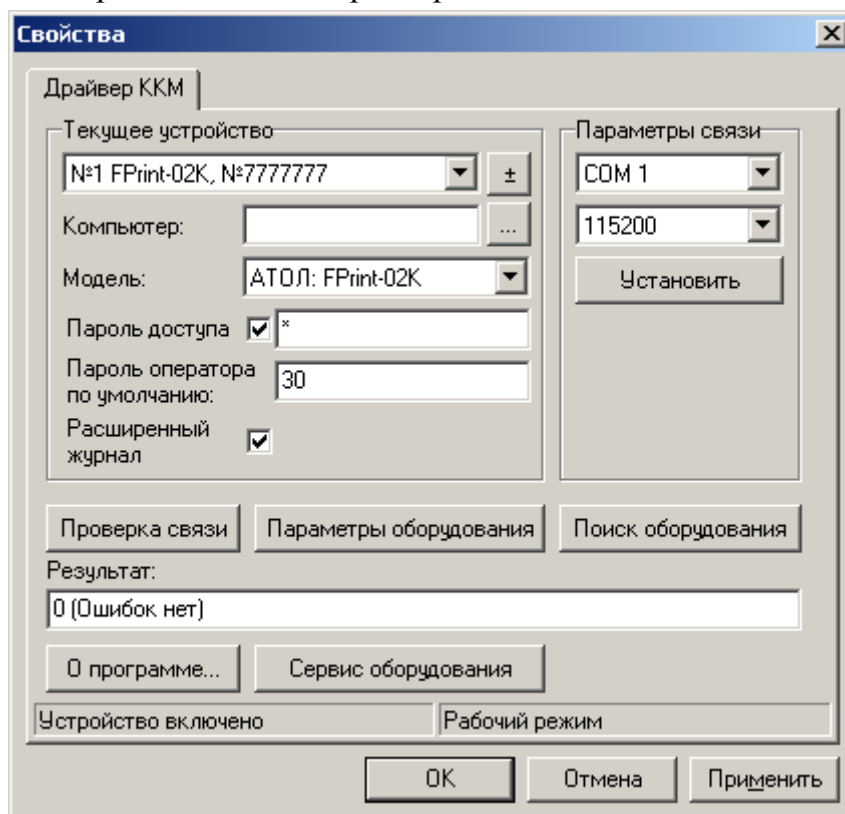 Свойства
Драйвер ККМ
Текущее устройство
Параметры связи
№1 FPrint-02K, №7777777
±
COM 1
Компьютер:
...
115200
Модель:
АТОЛ: FPrint-02K
Установить
Пароль доступа
*
Пароль оператора
по умолчанию:
30
Расширенный
журнал
Проверка связи
Параметры оборудования
Поиск оборудования
Результат:
0 (Ошибок нет)
О программе...
Сервис оборудования
Устройство включено
Рабочий режим
OK
Отмена
Применить